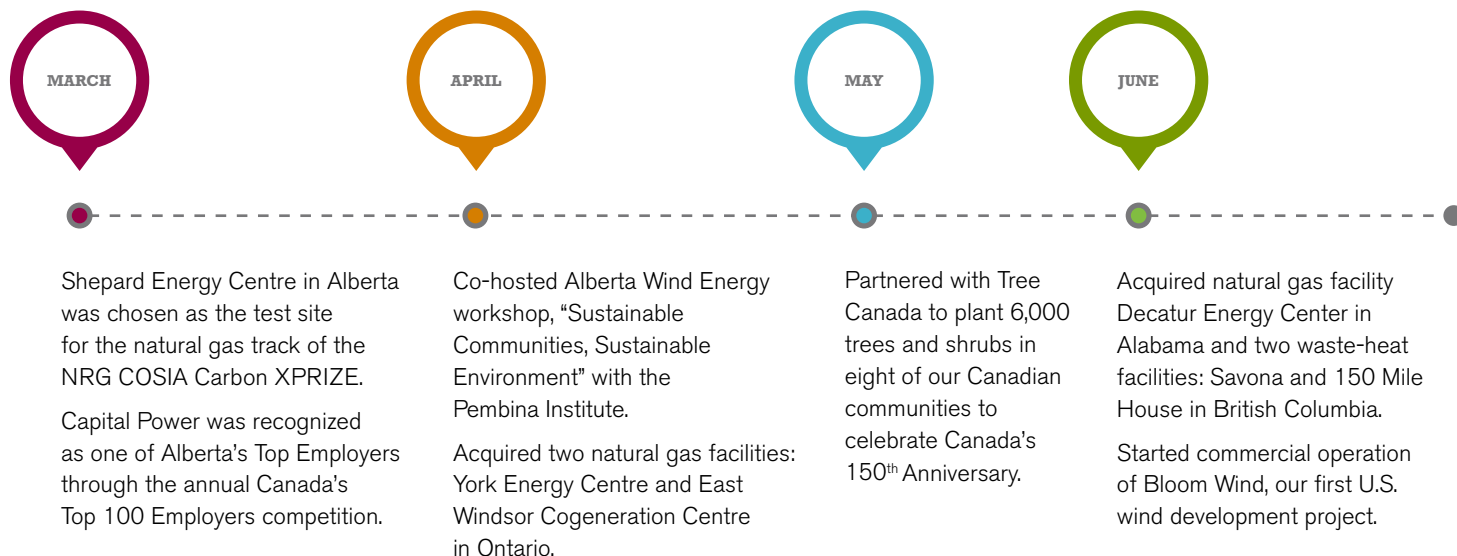 MARCH
APRIL
MAY
JUNE
Shepard Energy Centre in Alberta
was chosen as the test site
for the natural gas track of the
NRG COSIA Carbon XPRIZE.
Capital Power was recognized
as one of Alberta's Top Employers
through the annual Canada's
Top 100 Employers competition.
Co-hosted Alberta Wind Energy
workshop, “Sustainable
Communities, Sustainable
Environment” with the
Pembina Institute.
Acquired two natural gas facilities:
York Energy Centre and East
Windsor Cogeneration Centre
in Ontario.
Partnered with Tree
Canada to plant 6,000
trees and shrubs in
eight of our Canadian
communities to
celebrate Canada's
150th Anniversary.
Acquired natural gas facility
Decatur Energy Center in
Alabama and two waste-heat
facilities: Savona and 150 Mile
House in British Columbia.
Started commercial operation
of Bloom Wind, our first U.S.
wind development project.